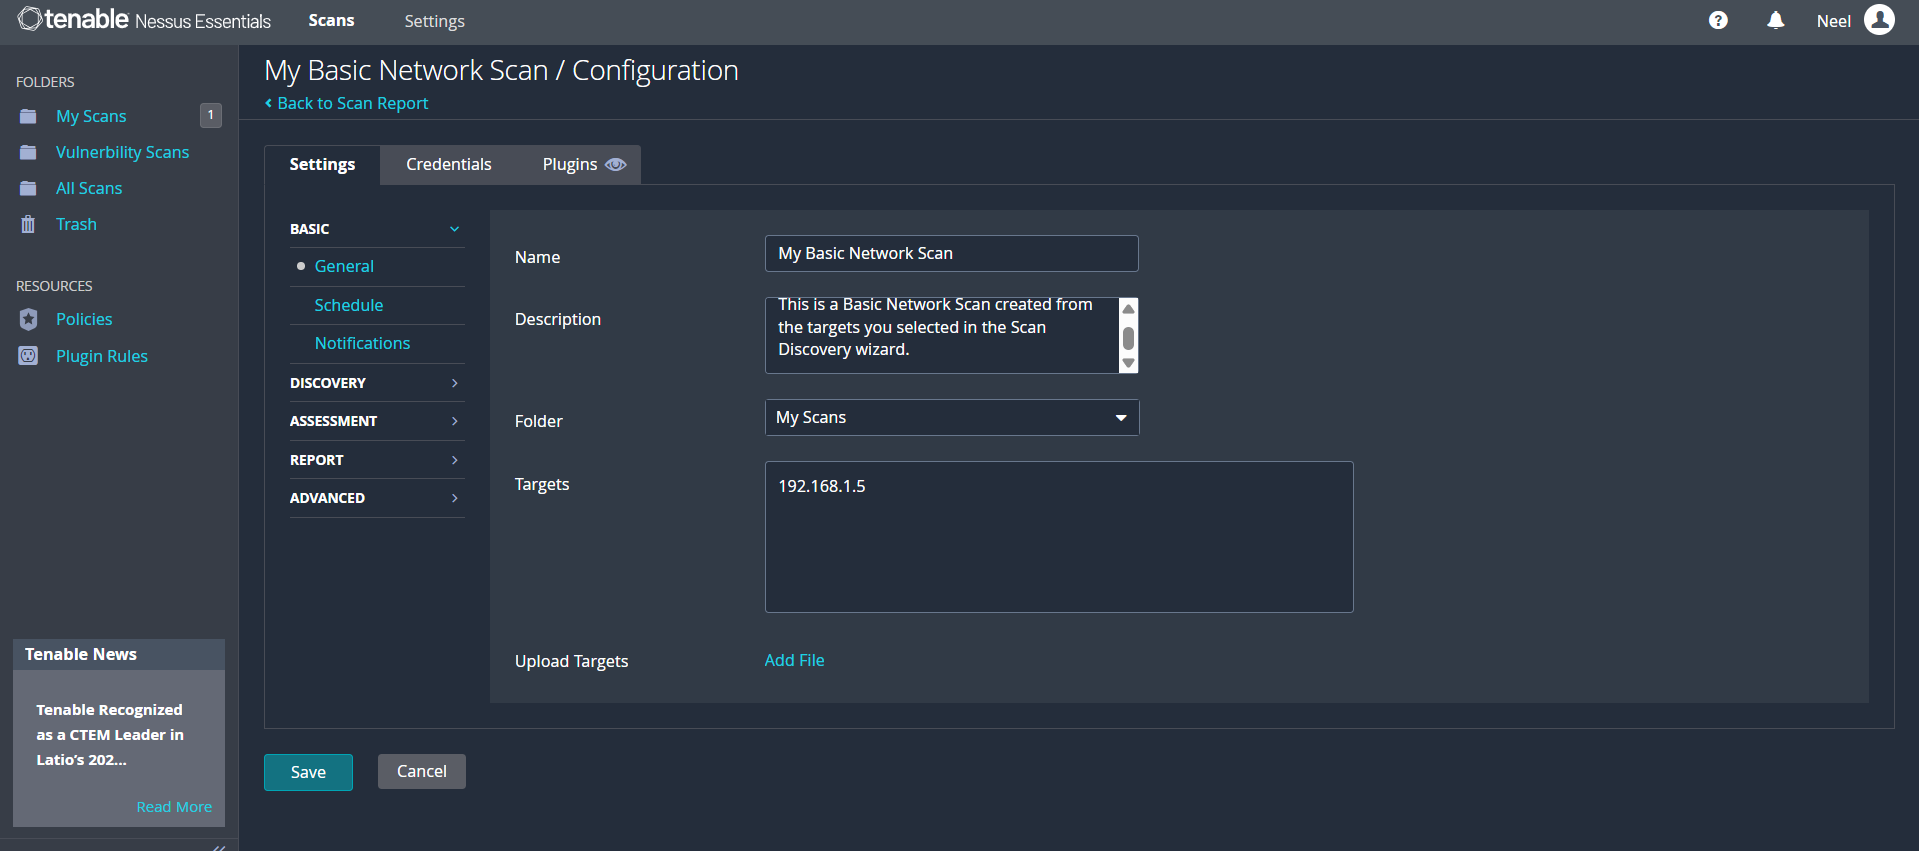 tenable Nessus Essentials
Scans
Settings
?
Neel
FOLDERS
My Scans
1
Vulnerbility Scans
All Scans
Trash
RESOURCES
Policies
Plugin Rules
Tenable News
Tenable Recognized
as a CTEM Leader in
Latio’s 202...
Read More
My Basic Network Scan / Configuration
Back to Scan Report
Settings
Credentials
Plugins
BASIC
General
Schedule
Notifications
DISCOVERY
ASSESSMENT
REPORT
ADVANCED
Name
My Basic Network Scan
Description
This is a Basic Network Scan created from
the targets you selected in the Scan
Discovery wizard.
Folder
My Scans
Targets
192.168.1.5
Upload Targets
Add File
Save
Cancel